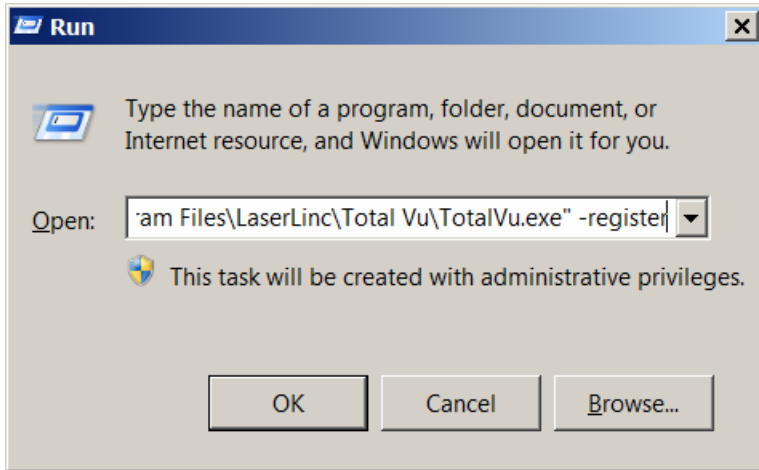 Run
Type the name of a program, folder, document, or
Internet resource, and Windows will open it for you.
Open: ram Files\LaserLinc\Total Vu\TotalVu.exe" -register
This task will be created with administrative privileges.
OK Cancel Browse...